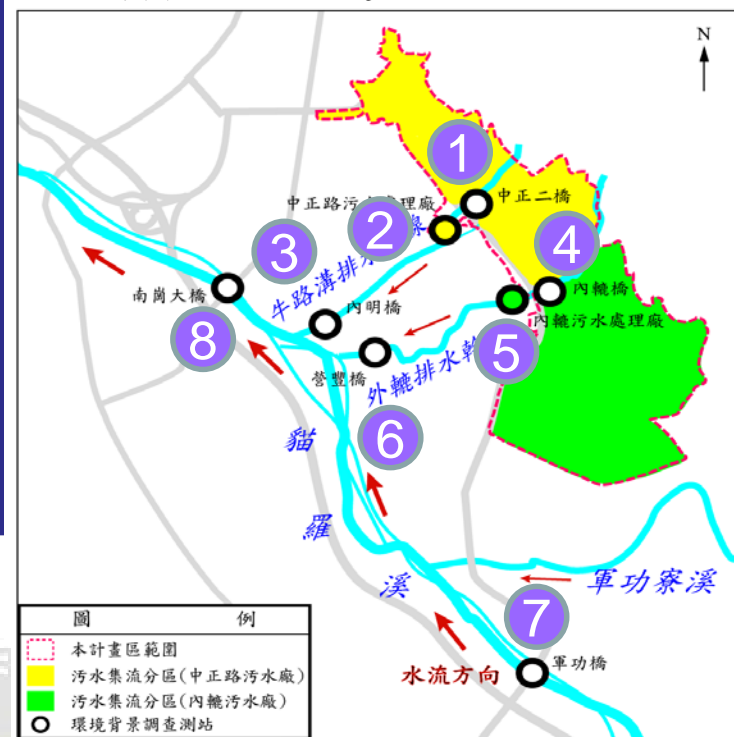 N
1
中正二橋
中正路污水處理廠
2
4
3
牛路溝排水
線
內轆橋
南崗大橋
內明橋
內轆污水處理廠
8
5
營豐橋
外轆排水幹
6
貓
羅
溪
軍功寮溪
7
水流方向
軍功橋
圖 例
本計畫區範圍
污水集流分區(中正路污水廠)
污水集流分區(內轆污水廠)
環境背景調查測站